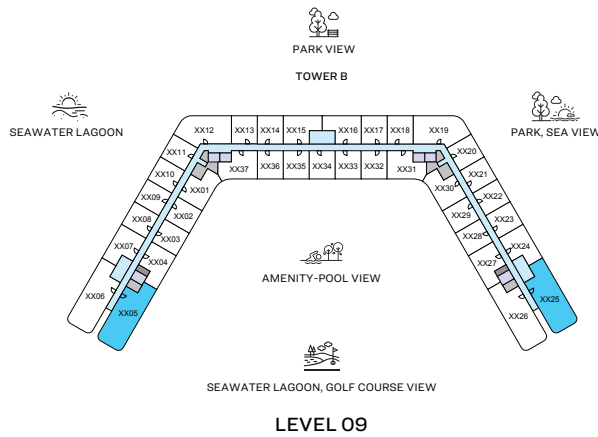 PARK VIEW
TOWER B
SEAWATER LAGOON
PARK, SEA VIEW
XX12
XX13
XX14
XX15
XX16
XX17
XX18
XX19
XX11
XX10
XX09
XX08
XX07
XX06
XX01
XX02
XX03
XX04
XX05
XX37
XX36
XX35
XX34
XX33
XX32
XX31
XX20
XX21
XX22
XX23
XX24
XX25
XX30
XX29
XX28
XX27
XX26
AMENITY-POOL VIEW
SEAWATER LAGOON, GOLF COURSE VIEW
LEVEL 09